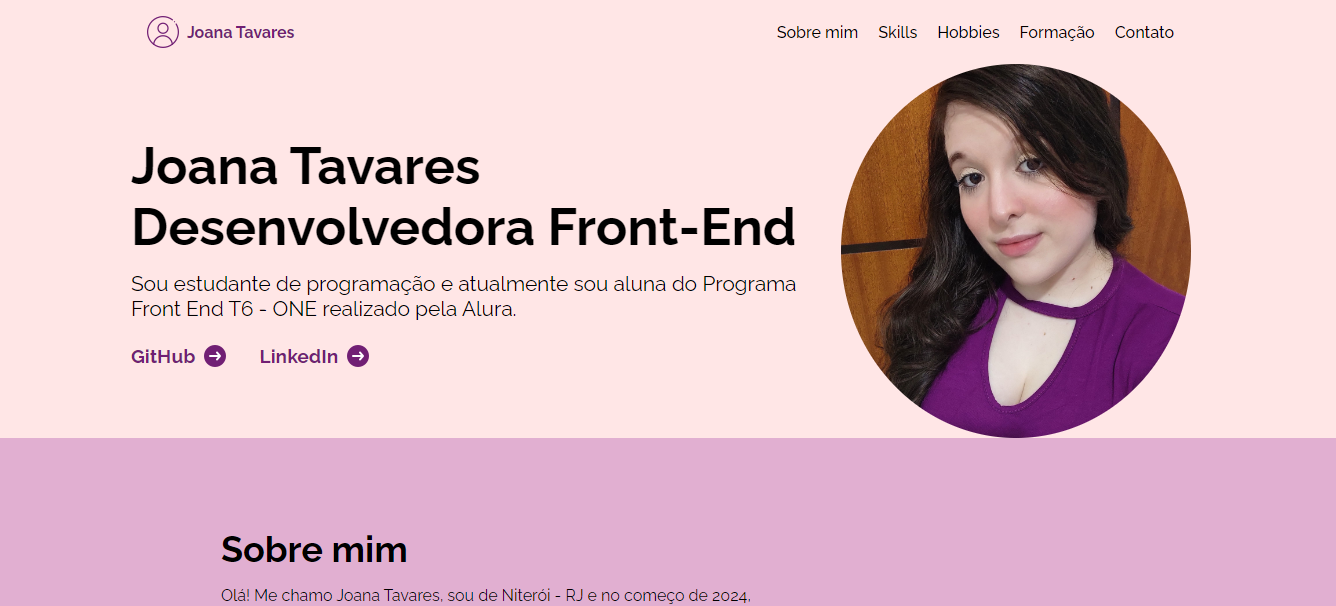 Joana Tavares
Sobre mim Skills Hobbies Formação Contato
Joana Tavares
Desenvolvedora Front-End
Sou estudante de programação e atualmente sou aluna do Programa
Front End T6 - ONE realizado pela Alura.
GitHub LinkedIn
Sobre mim
Olá! Me chamo Joana Tavares, sou de Niterói - RJ e no começo de 2024,